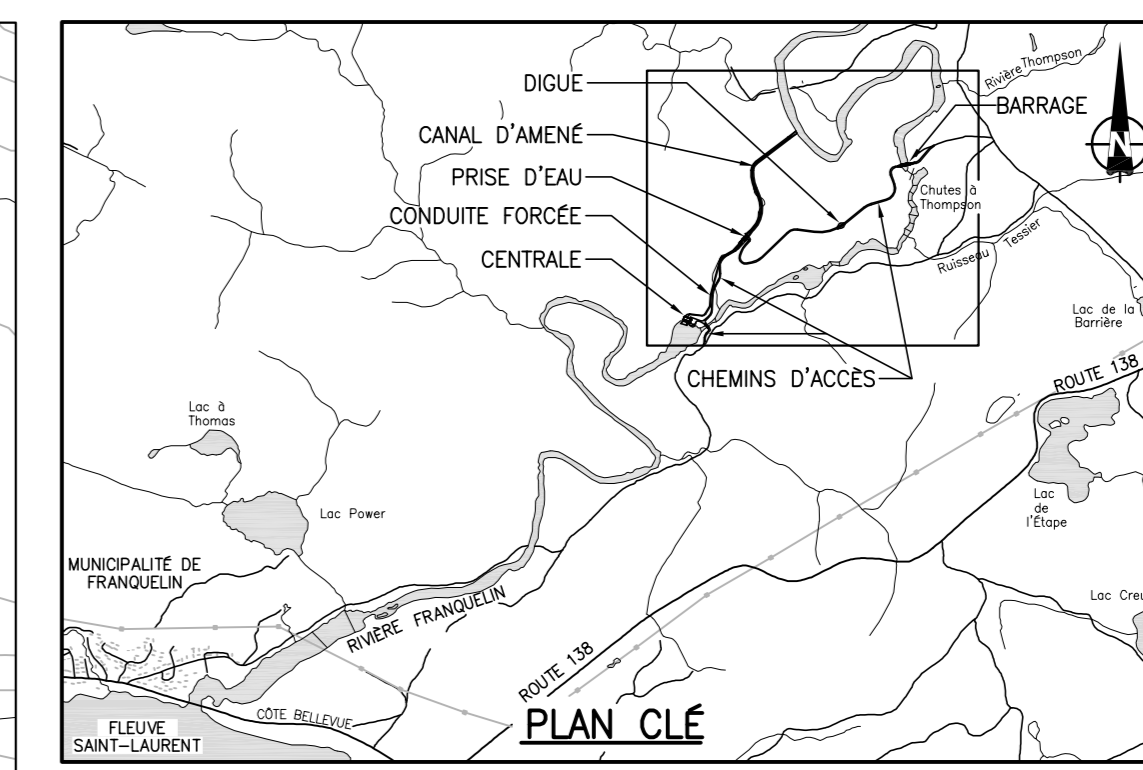 DIGUE
CANAL D'AMENÉ
PRISE D'EAU
CONDUITE FORCÉE
CENTRALE
Rivière Thompson
BARRAGE
N
Chutes à
Thompson
Ruisseau Tessier
Lac de la
Barrière
CHEMINS D'ACCÈS
ROUTE 138
Lac à
Thomas
Lac Power
Lac
de
l'Étape
MUNICIPALITÉ DE
FRANQUELIN
RIVIÈRE FRANQUELIN
Lac Creu
ROUTE 138
CÔTE BELLEVUE
FLEUVE
SAINT-LAURENT
PLAN CLÉ